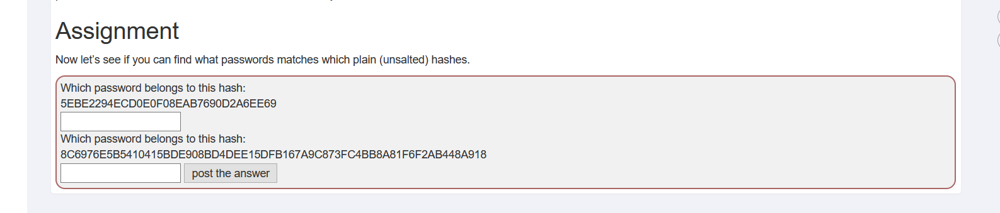 Assignment
Now let's see if you can find what passwords matches which plain (unsalted) hashes.
Which password belongs to this hash:
5EBE2294ECD0E0F08EAB7690D2A6EE69
Which password belongs to this hash:
8C6976E5B5410415BDE908BD4DEE15DFB167A9C873FC4BB8A81F6F2AB448A918
post the answer